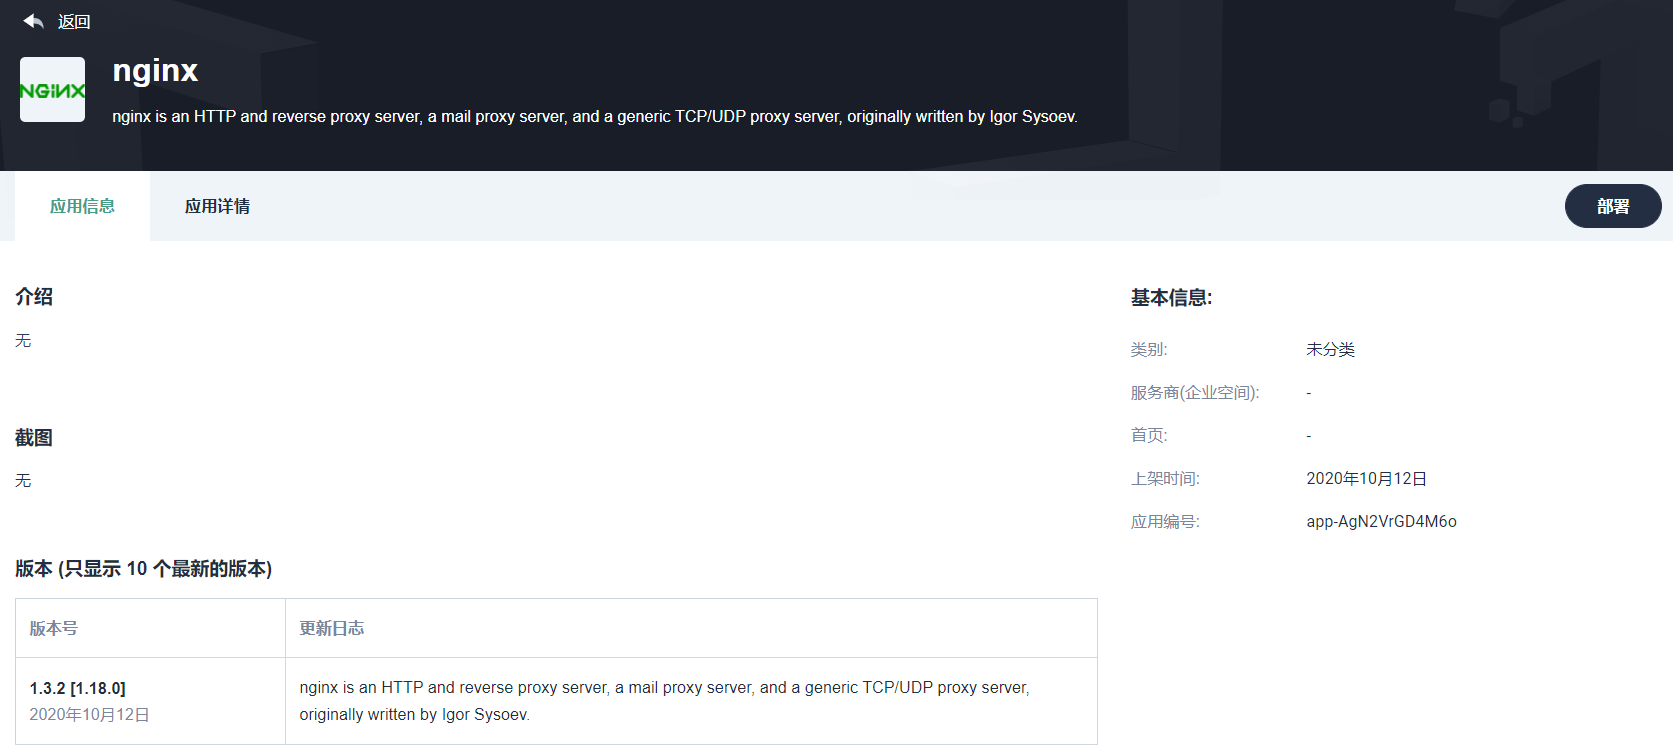 返回
NGINX
nginx
nginx is an HTTP and reverse proxy server, a mail proxy server, and a generic TCP/UDP proxy server, originally written by Igor Sysoev.
应用信息
应用详情
部署
介绍
无
截图
无
版本 (只显示 10 个最新的版本)
版本号
更新日志
1.3.2 [1.18.0]
2020年10月12日
nginx is an HTTP and reverse proxy server, a mail proxy server, and a generic TCP/UDP proxy server,
originally written by Igor Sysoev.
基本信息:
类别: 未分类
服务商(企业空间): -
首页: -
上架时间: 2020年10月12日
应用编号: app-AgN2VrGD4M6o